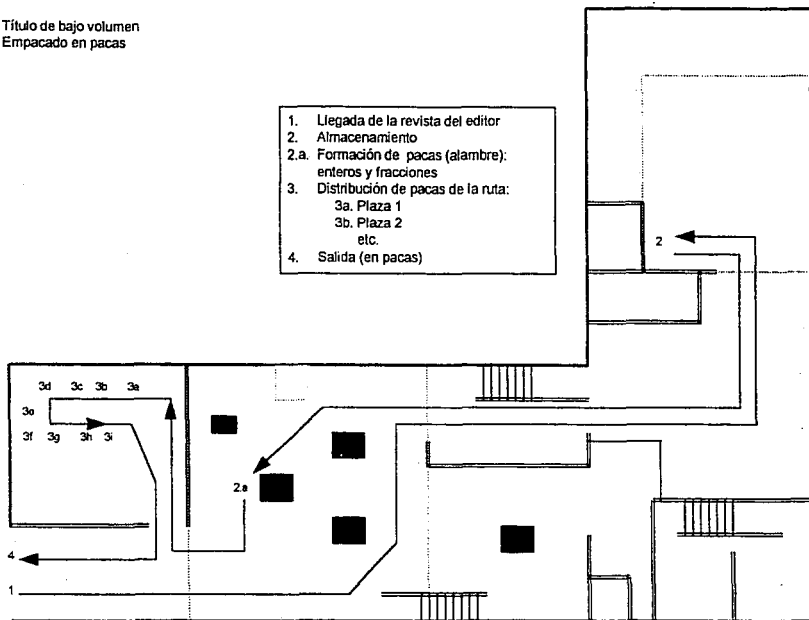 Título de bajo volumen
Empacado en pacas
1. Llegada de la revista del editor
2. Almacenamiento
2.a. Formación de pacas (alambre):
enteros y fracciones
3. Distribución de pacas de la ruta:
3a. Plaza 1
3b. Plaza 2
etc.
4. Salida (en pacas)
2
3d 3c 3b 3a
3o
3f 3g 3h 3i
2.a
4
1